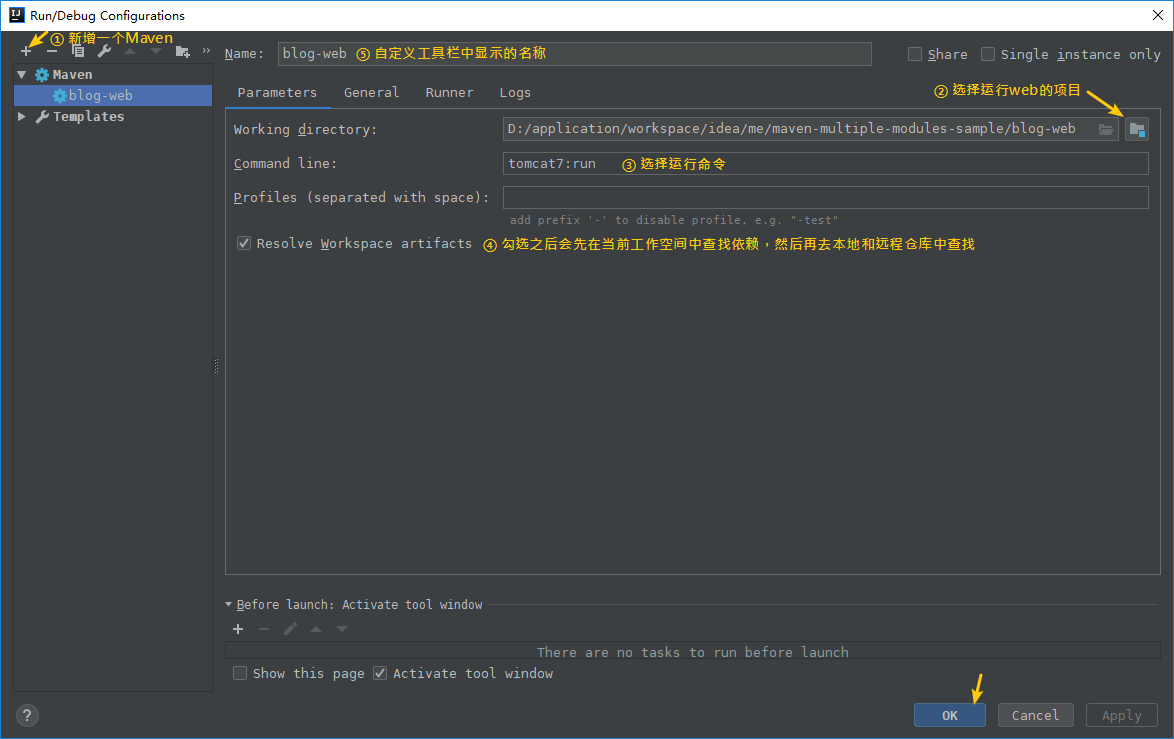 Run/Debug Configurations
① 新增一个Maven
Name: blog-web ⑤ 自定义工具栏中显示的名称 Share Single instance only
Maven
blog-web
Templates
Parameters General Runner Logs
② 选择运行web的项目
Working directory: D:/application/workspace/idea/me/maven-multiple-modules-sample/blog-web
Command line: tomcat7:run ③ 选择运行命令
Profiles (separated with space):
add prefix '-' to disable profile, e.g. "-test"
Resolve Workspace artifacts ④ 勾选之后会先在当前工作空间中查找依赖，然后再去本地和远程仓库中查找
Before launch: Activate tool window
There are no tasks to run before launch
Show this page Activate tool window
? OK Cancel Apply